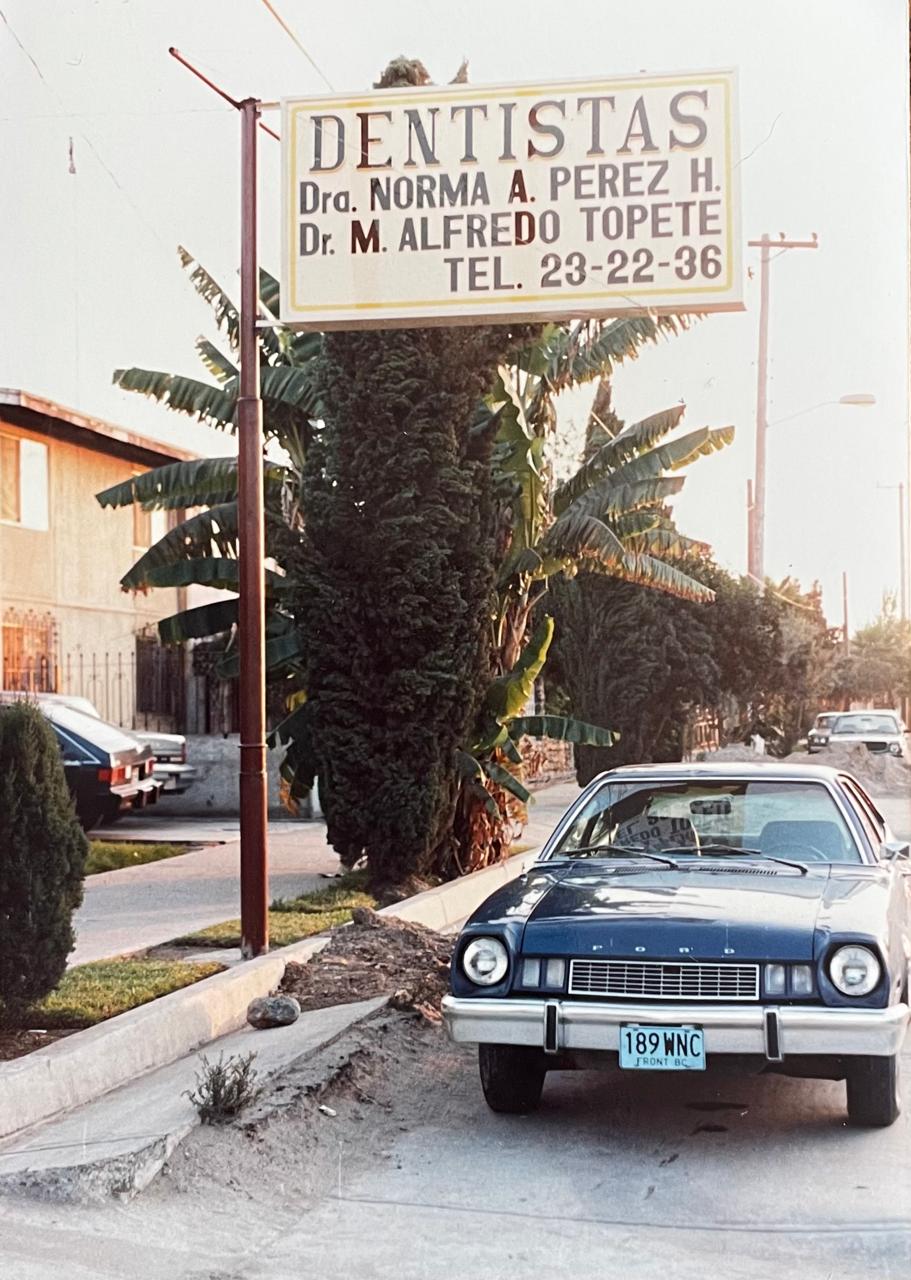 DENTISTAS
Dra. NORMA A. PEREZ H.
Dr. M. ALFREDO TOPETE
TEL. 23-22-36
FORD
189 WNC
FRONT BC